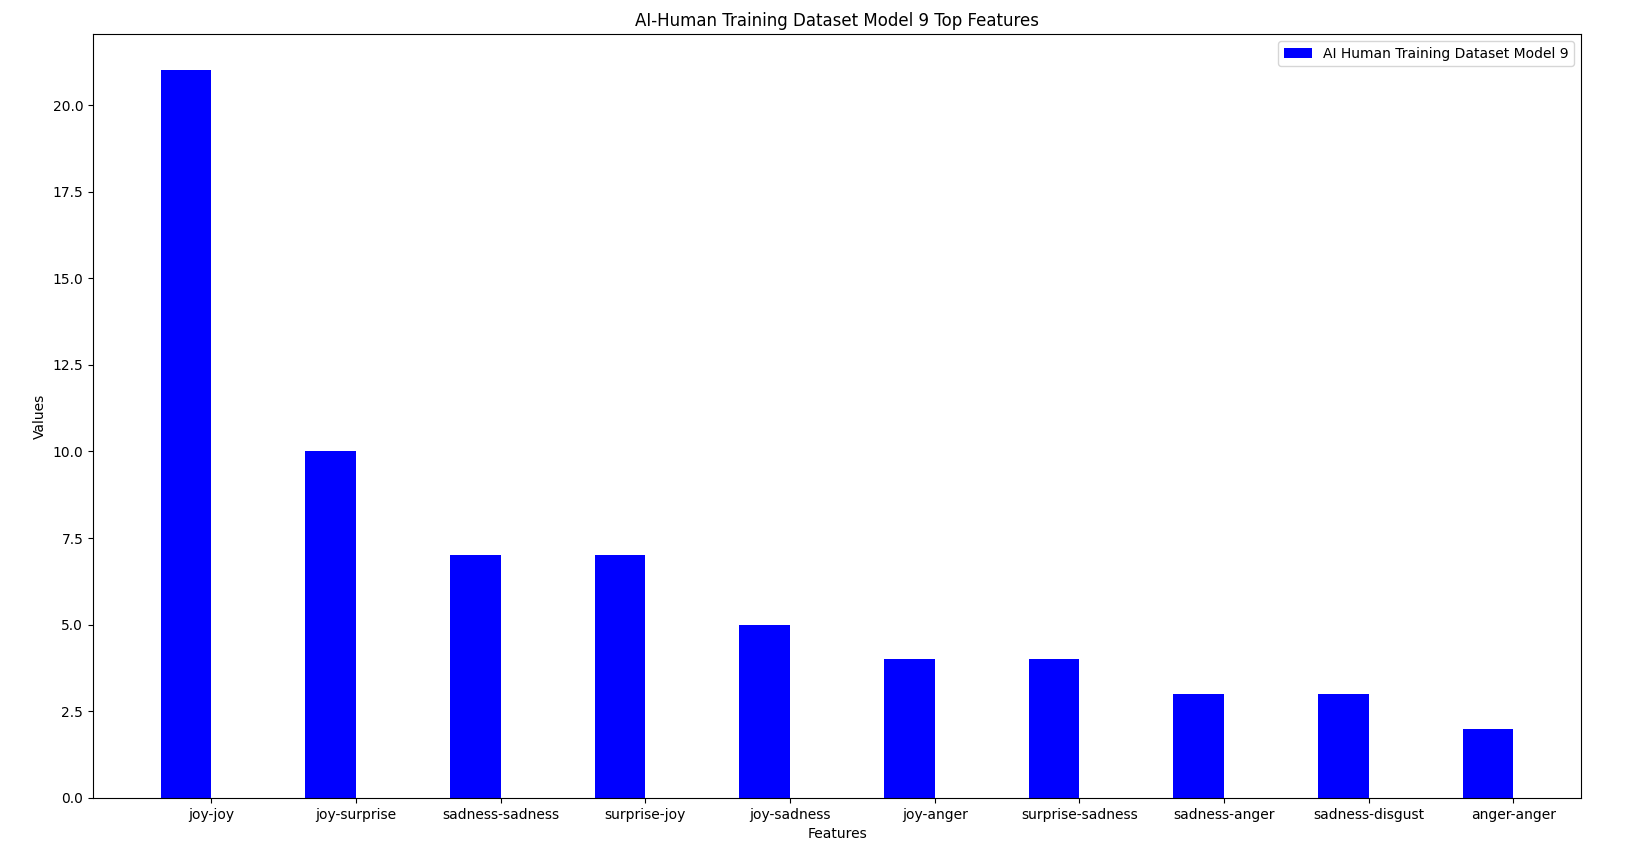 AI-Human Training Dataset Model 9 Top Features
AI Human Training Dataset Model 9
Values
20.0
17.5
15.0
12.5
10.0
7.5
5.0
2.5
0.0
joy-joy joy-surprise sadness-sadness surprise-joy joy-sadness joy-anger surprise-sadness sadness-anger sadness-disgust anger-anger
Features